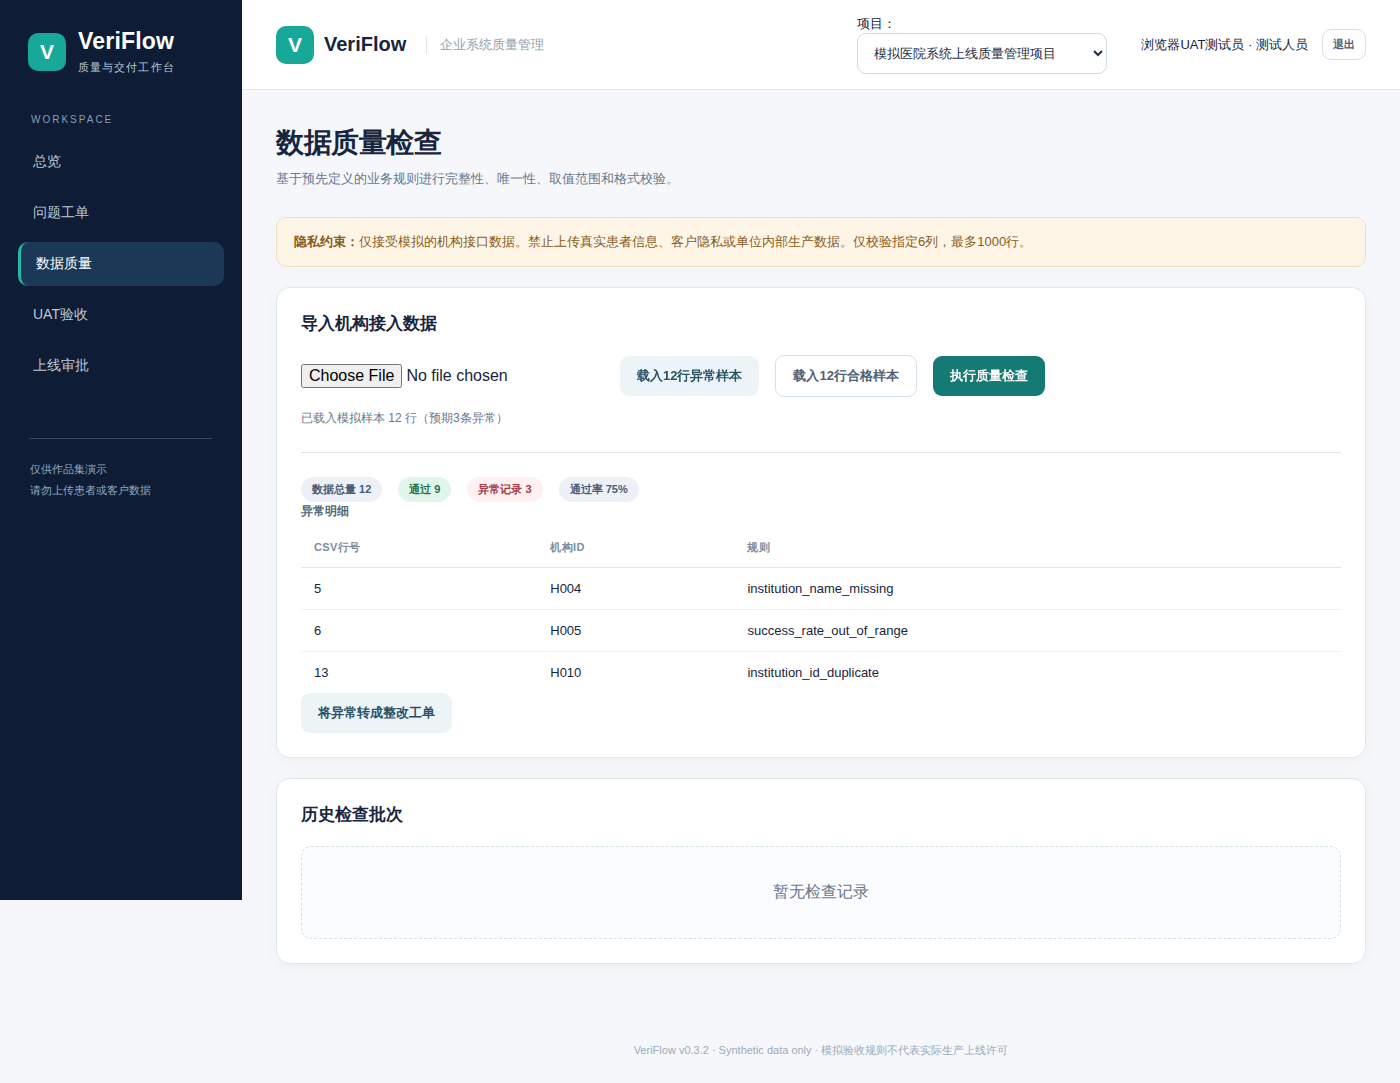 V
VeriFlow
质量与交付工作台
WORKSPACE
总览
问题工单
数据质量
UAT验收
上线审批
仅供作品集演示
请勿上传患者或客户数据
V
VeriFlow
企业系统质量管理
项目：
模拟医院系统上线质量管理项目
浏览器UAT测试员 · 测试人员
退出
数据质量检查
基于预先定义的业务规则进行完整性、唯一性、取值范围和格式校验。
隐私约束：仅接受模拟的机构接口数据。禁止上传真实患者信息、客户隐私或单位内部生产数据。仅校验指定6列，最多1000行。
导入机构接入数据
Choose File No file chosen
载入12行异常样本
载入12行合格样本
执行质量检查
已载入模拟样本 12 行（预期3条异常）
数据总量 12
通过 9
异常记录 3
通过率 75%
异常明细
CSV行号 机构ID 规则
5 H004 institution_name_missing
6 H005 success_rate_out_of_range
13 H010 institution_id_duplicate
将异常转成整改工单
历史检查批次
暂无检查记录
VeriFlow v0.3.2 · Synthetic data only · 模拟验收规则不代表实际生产上线许可